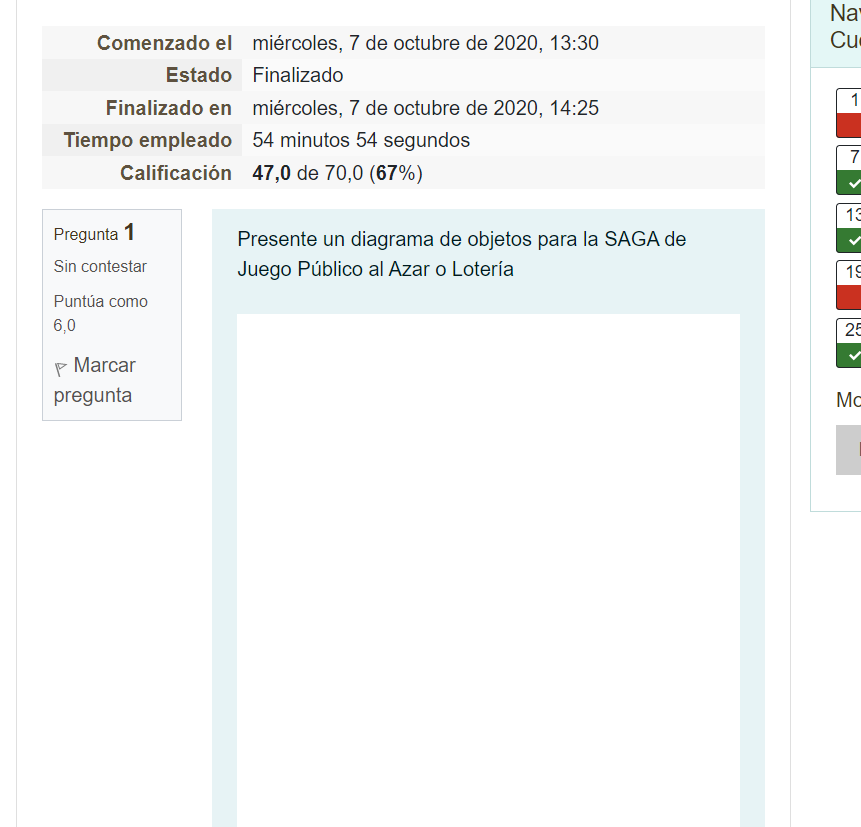 Comenzado el miércoles, 7 de octubre de 2020, 13:30
Estado Finalizado
Finalizado en miércoles, 7 de octubre de 2020, 14:25
Tiempo empleado 54 minutos 54 segundos
Calificación 47,0 de 70,0 (67%)
Pregunta 1
Sin contestar
Puntúa como
6,0
Marcar
pregunta
Presente un diagrama de objetos para la SAGA de
Juego Público al Azar o Lotería
1
7
13
19
25